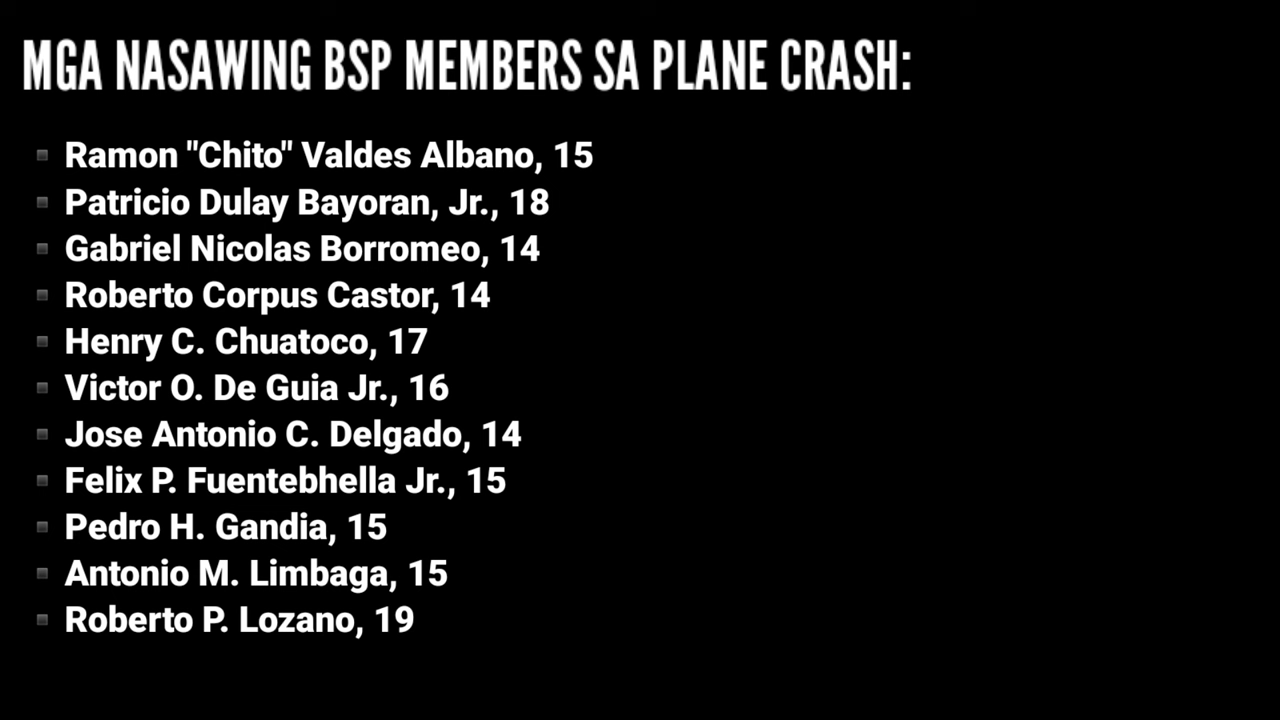 MGA NASAWING BSP MEMBERS SA PLANE CRASH:
▪ Ramon "Chito" Valdes Albano, 15
▪ Patricio Dulay Bayoran, Jr., 18
▪ Gabriel Nicolas Borromeo, 14
▪ Roberto Corpus Castor, 14
▪ Henry C. Chuatoco, 17
▪ Victor O. De Guia Jr., 16
▪ Jose Antonio C. Delgado, 14
▪ Felix P. Fuentebhella Jr., 15
▪ Pedro H. Gandia, 15
▪ Antonio M. Limbaga, 15
▪ Roberto P. Lozano, 19